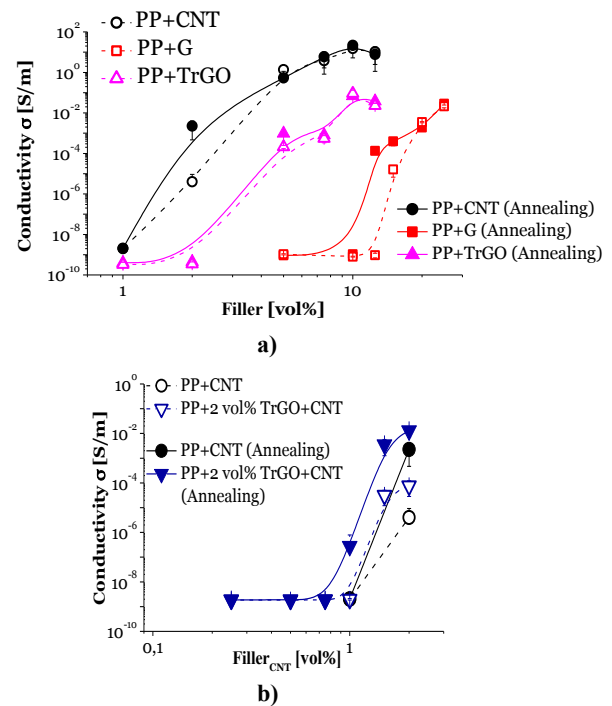 PP+CNT
PP+G
PP+TrGO
Conductivity σ [S/m]
10^2
10^0
10^-2
10^-4
10^-6
10^-8
10^-10
PP+CNT (Annealing)
PP+G (Annealing)
PP+TrGO (Annealing)
1
10
Filler [vol%]
a)
PP+CNT
PP+2 vol% TrGO+CNT
PP+CNT (Annealing)
PP+2 vol% TrGO+CNT
(Annealing)
Conductivity σ [S/m]
10^0
10^-2
10^-4
10^-6
10^-8
10^-10
0,1
1
Filler_CNT [vol%]
b)